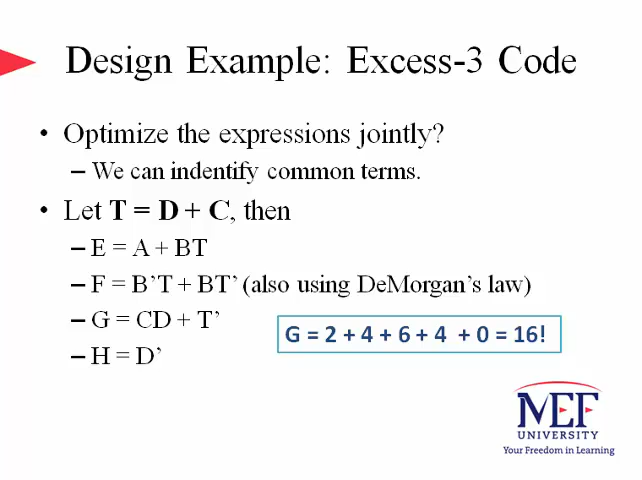 Design Example: Excess-3 Code
• Optimize the expressions jointly?
– We can indentify common terms.
• Let T = D + C, then
– E = A + BT
– F = B’T + BT’ (also using DeMorgan’s law)
– G = CD + T’
G = 2 + 4 + 6 + 4 + 0 = 16!
– H = D’
MEF
UNIVERSITY
Your Freedom in Learning